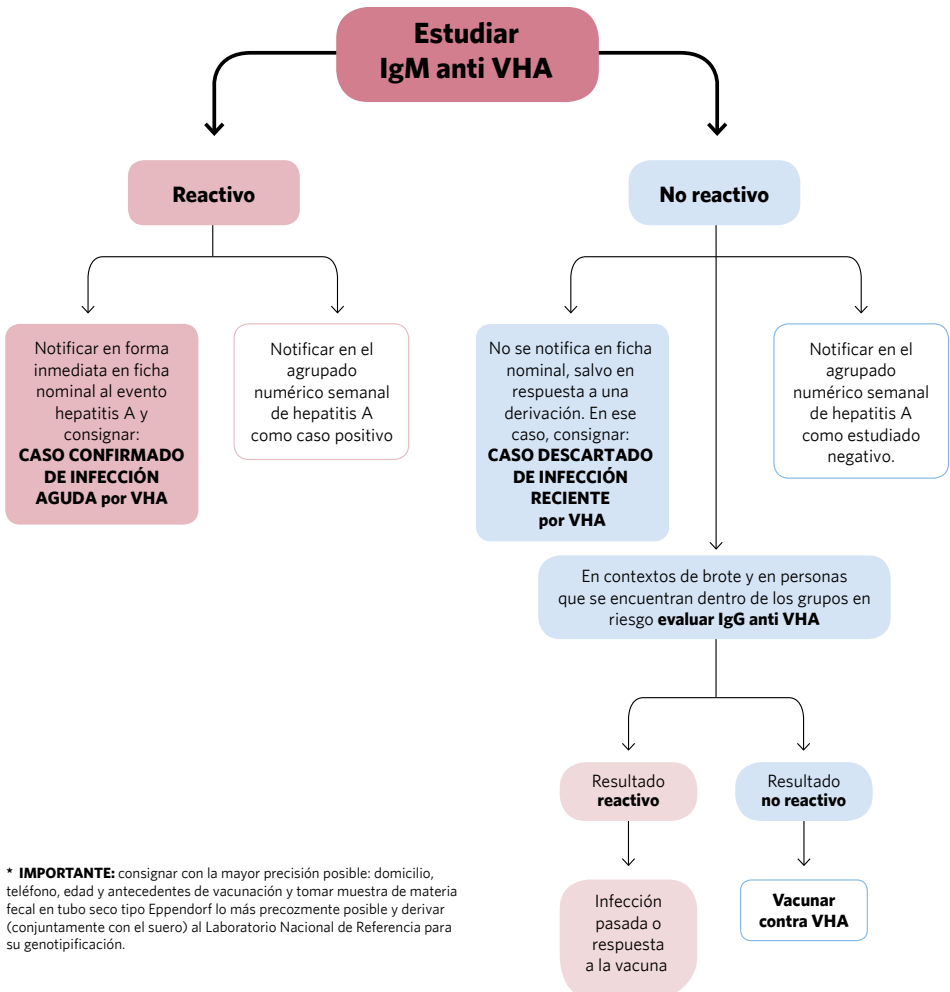 Estudiar
IgM anti VHA
Reactivo
No reactivo
Notificar en forma
inmediata en ficha
nominal al evento
hepatitis A y
consignar:
CASO CONFIRMADO
DE INFECCIÓN
AGUDA por VHA
Notificar en el
agrupado
numérico semanal
de hepatitis A
como caso positivo
No se notifica en ficha
nominal, salvo en
respuesta a una
derivación. En ese
caso, consignar:
CASO DESCARTADO
DE INFECCIÓN
RECIENTE
por VHA
Notificar en el
agrupado
numérico semanal
de hepatitis A
como estudiado
negativo.
En contextos de brote y en personas
que se encuentran dentro de los grupos en
riesgo evaluar IgG anti VHA
Resultado
reactivo
Resultado
no reactivo
Infección
pasada o
respuesta
a la vacuna
Vacunar
contra VHA
* IMPORTANTE: consignar con la mayor precisión posible: domicilio,
teléfono, edad y antecedentes de vacunación y tomar muestra de materia
fecal en tubo seco tipo Eppendorf lo más precozmente posible y derivar
(conjuntamente con el suero) al Laboratorio Nacional de Referencia para
su genotipificación.